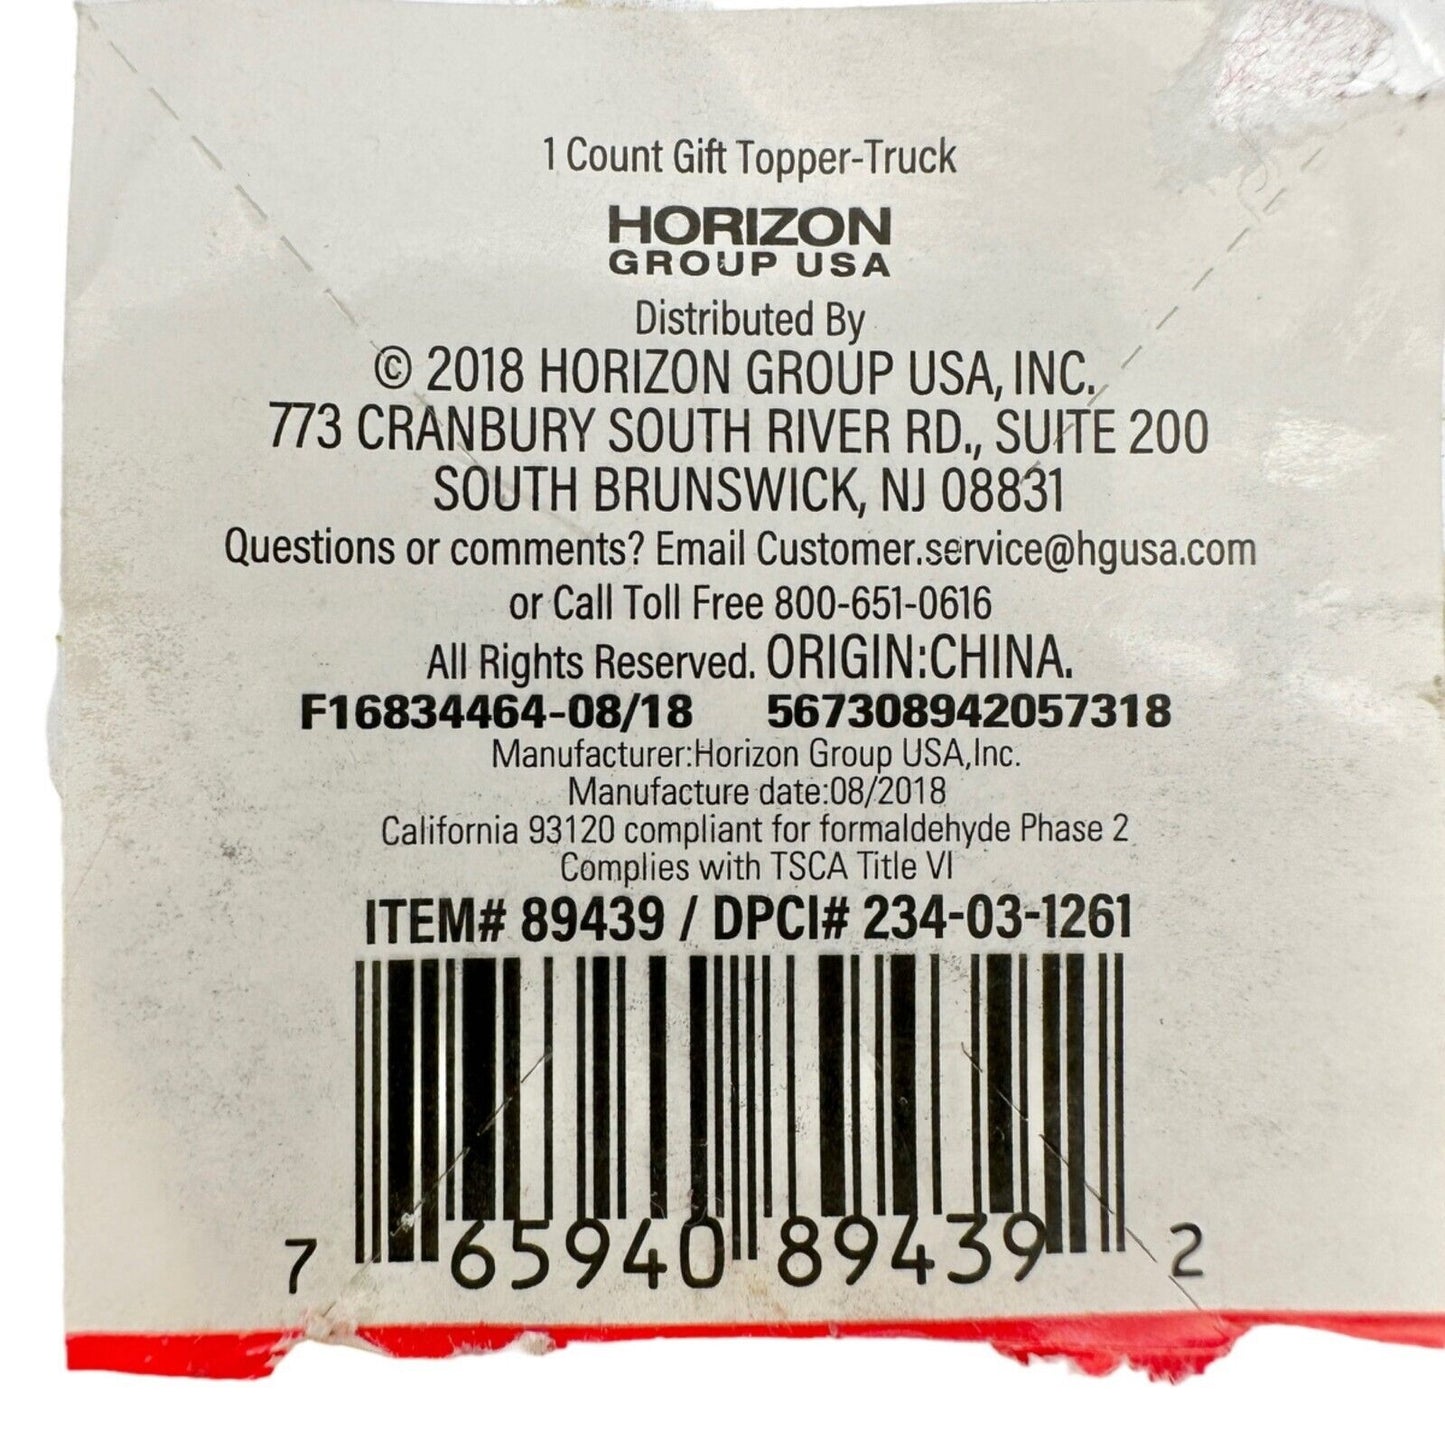 1 Count Gift Topper-Truck
HORIZON
GROUP USA
Distributed By
© 2018 HORIZON GROUP USA, INC.
773 CRANBURY SOUTH RIVER RD., SUITE 200
SOUTH BRUNSWICK, NJ 08831
Questions or comments? Email Customer.service@hgusa.com
or Call Toll Free 800-651-0616
All Rights Reserved. ORIGIN:CHINA.
F16834464-08/18 567308942057318
Manufacturer:Horizon Group USA,Inc.
Manufacture date:08/2018
California 93120 compliant for formaldehyde Phase 2
Complies with TSCA Title VI
ITEM# 89439 / DPCI# 234-03-1261
7 65940 89439 2